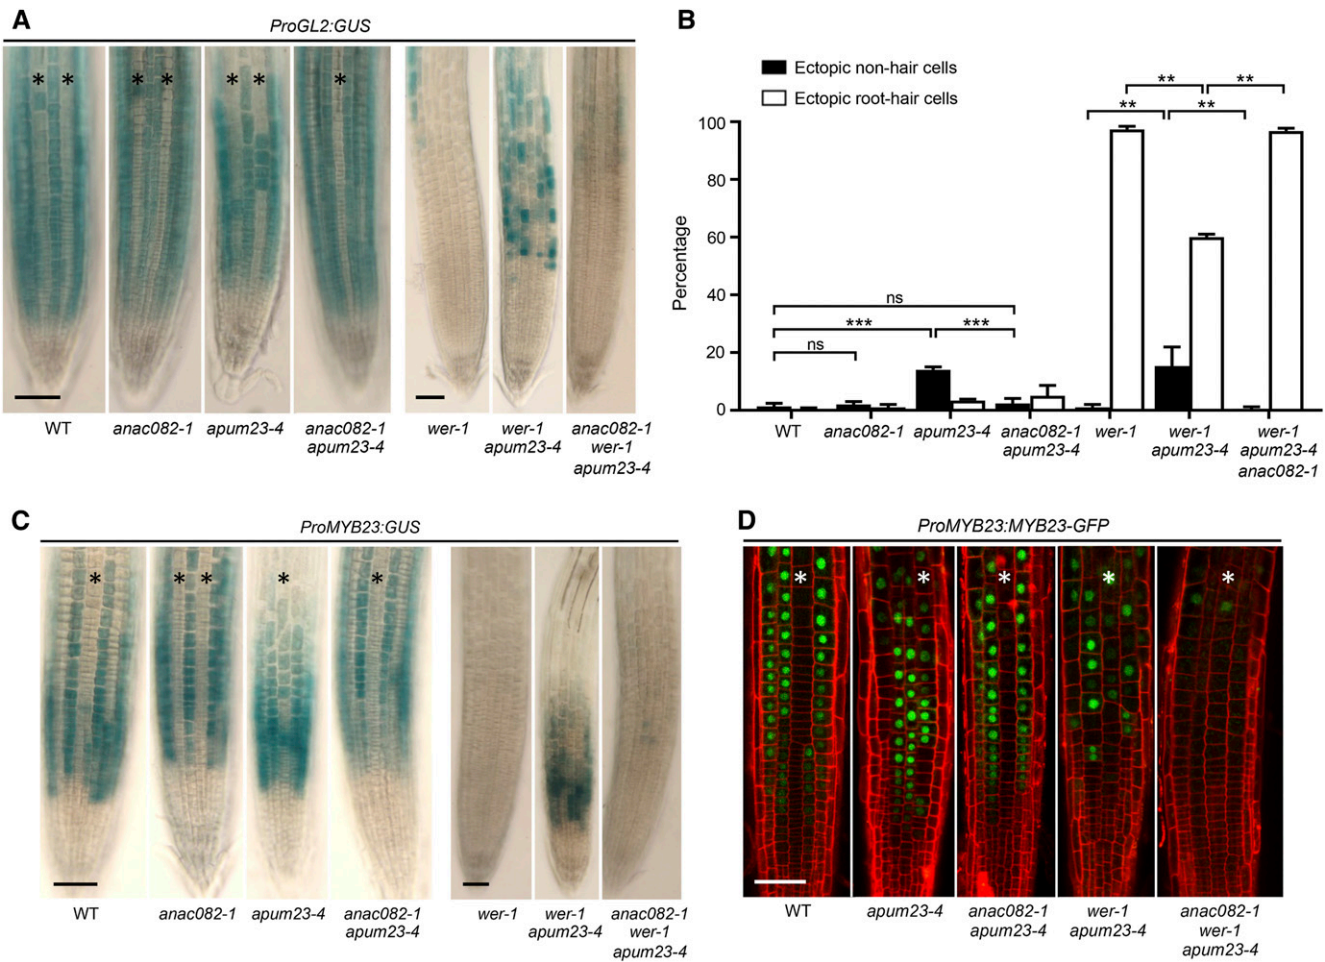 A
ProGL2:GUS
* * * * * * *
WT
anac082-1
apum23-4
anac082-1
apum23-4
wer-1
wer-1
apum23-4
anac082-1
wer-1
apum23-4
B
Ectopic non-hair cells
Ectopic root-hair cells
Percentage
100
80
60
40
20
0
ns
***
***
ns
**
**
**
**
WT
anac082-1
apum23-4
anac082-1
apum23-4
wer-1
wer-1
apum23-4
wer-1
apum23-4
anac082-1
C
ProMYB23:GUS
* * * * *
WT
anac082-1
apum23-4
anac082-1
apum23-4
wer-1
wer-1
apum23-4
anac082-1
wer-1
apum23-4
D
ProMYB23:MYB23-GFP
* * * * *
WT
apum23-4
anac082-1
apum23-4
wer-1
apum23-4
anac082-1
wer-1
apum23-4